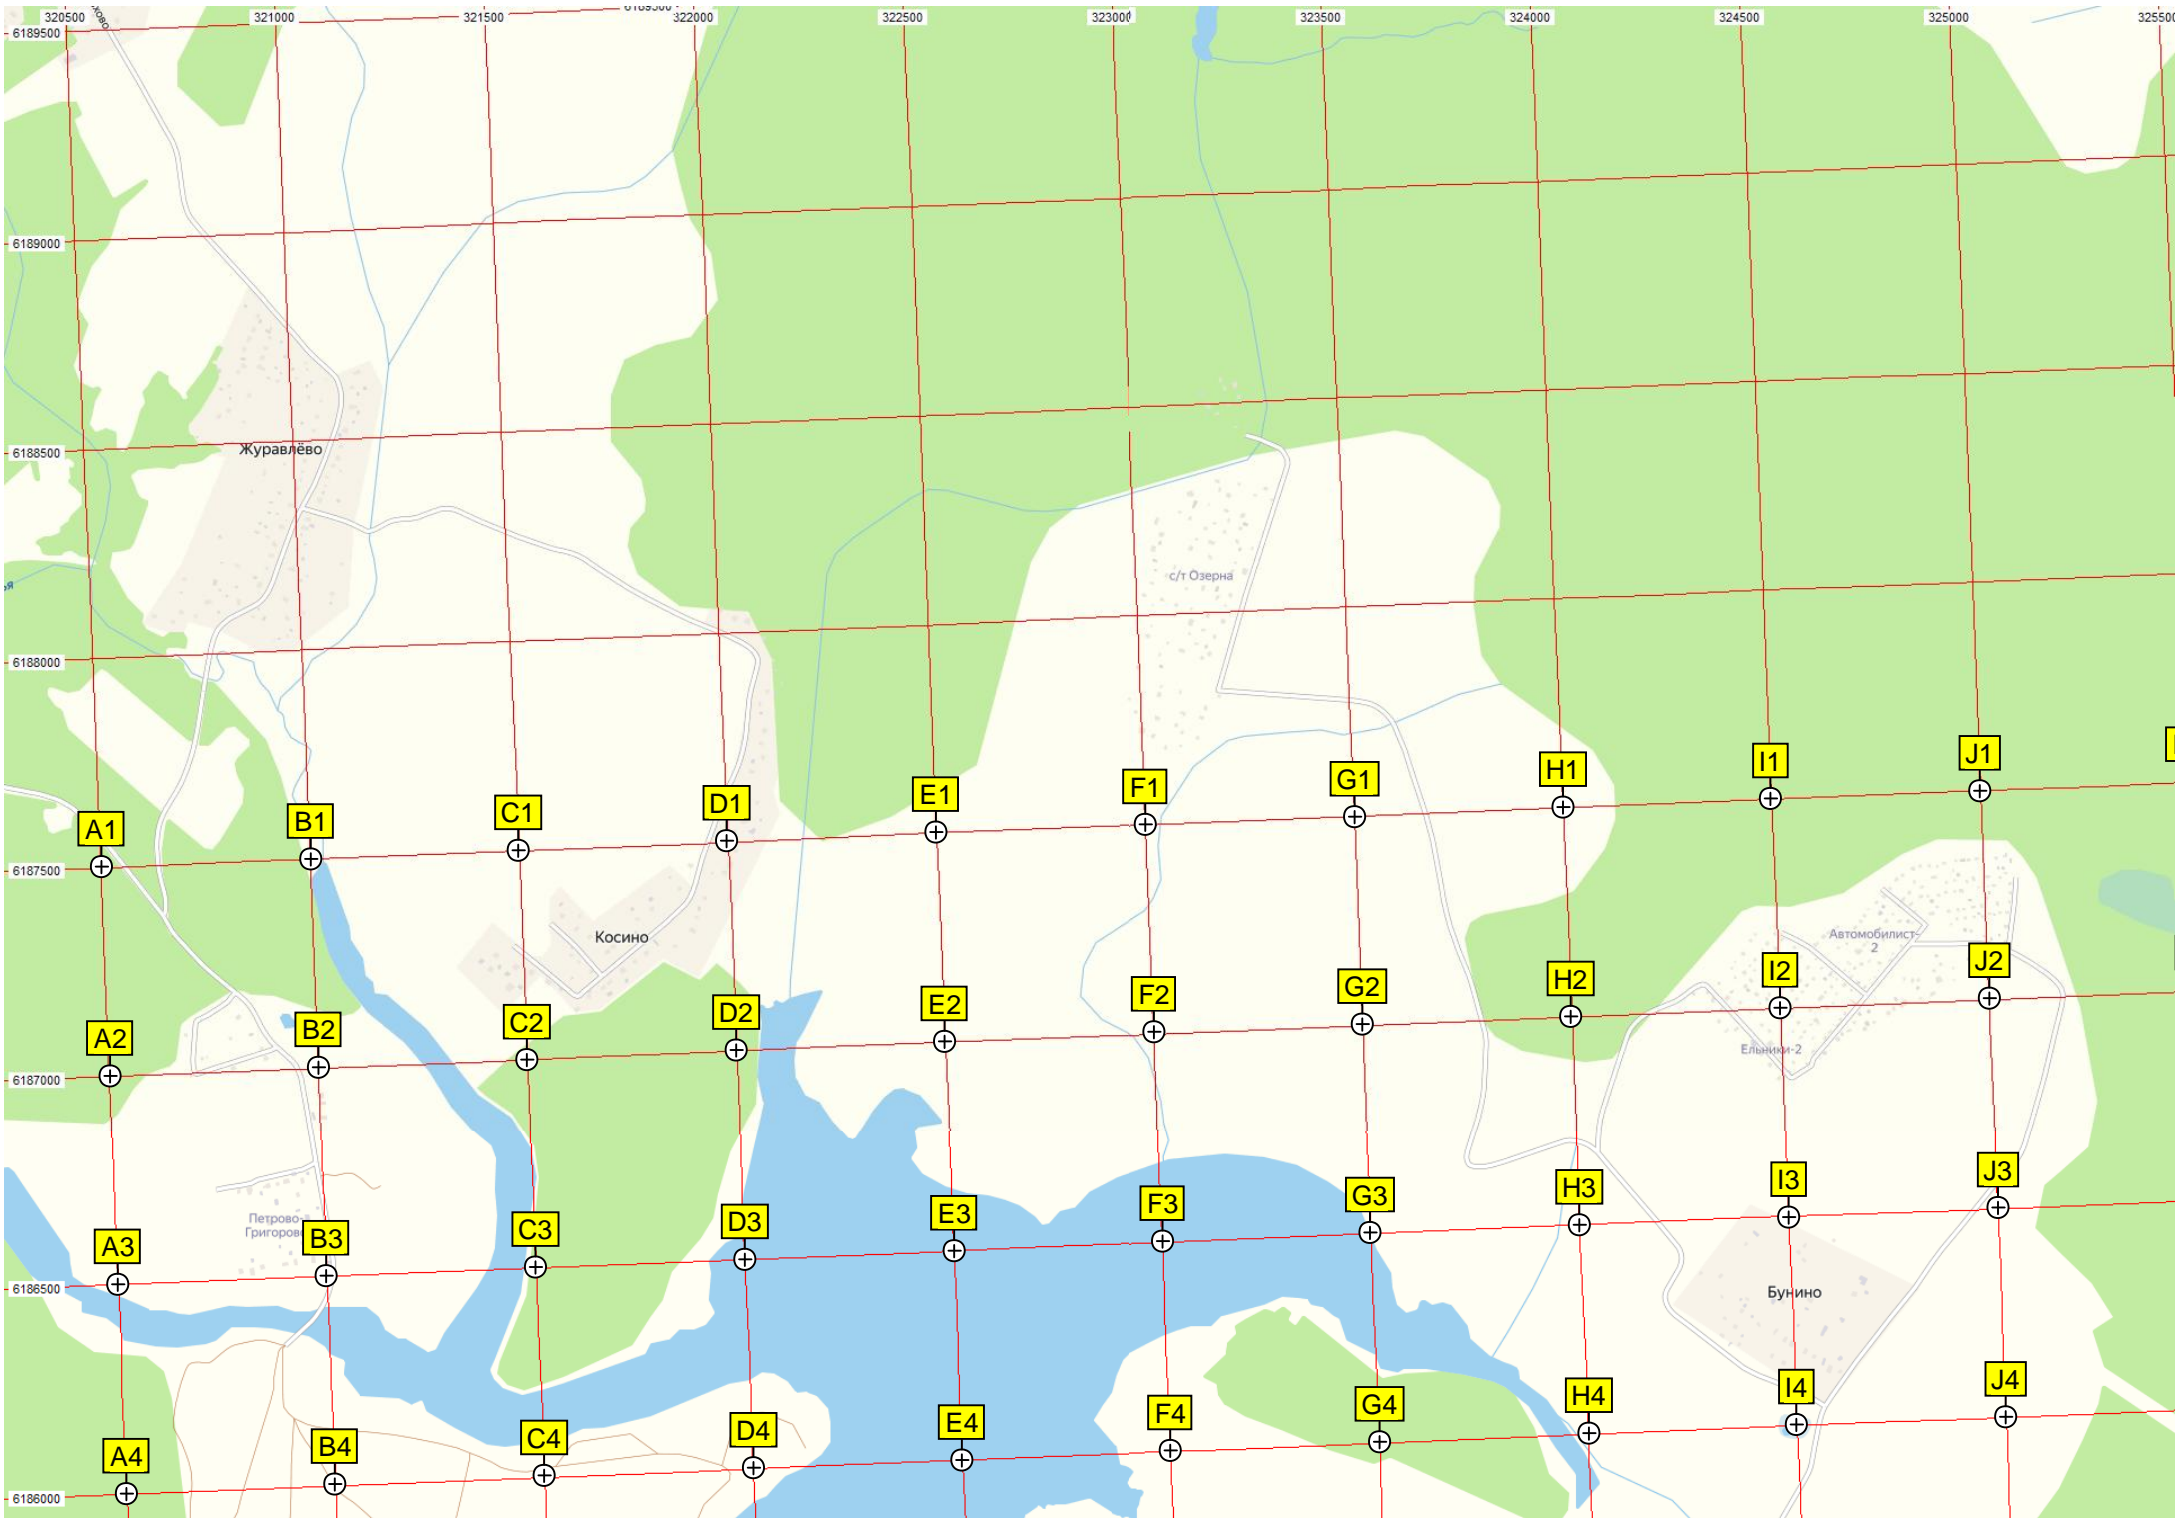 320500 321000 321500 322000 322500 323000 323500 324000 324500 325000
6189500
6189000
Журавлёво
6188500
с/т Озерна
6188000
A1 B1 C1 D1 E1 F1 G1 H1 I1 J1
6187500
Косино
Автомобилист-
2
A2 B2 C2 D2 E2 F2 G2 H2 I2 J2
Ельники-2
6187000
Петрово-
A3 B3 C3 D3 E3 F3 G3 H3 I3 J3
6186500
Бунино
A4 B4 C4 D4 E4 F4 G4 H4 I4 J4
6186000